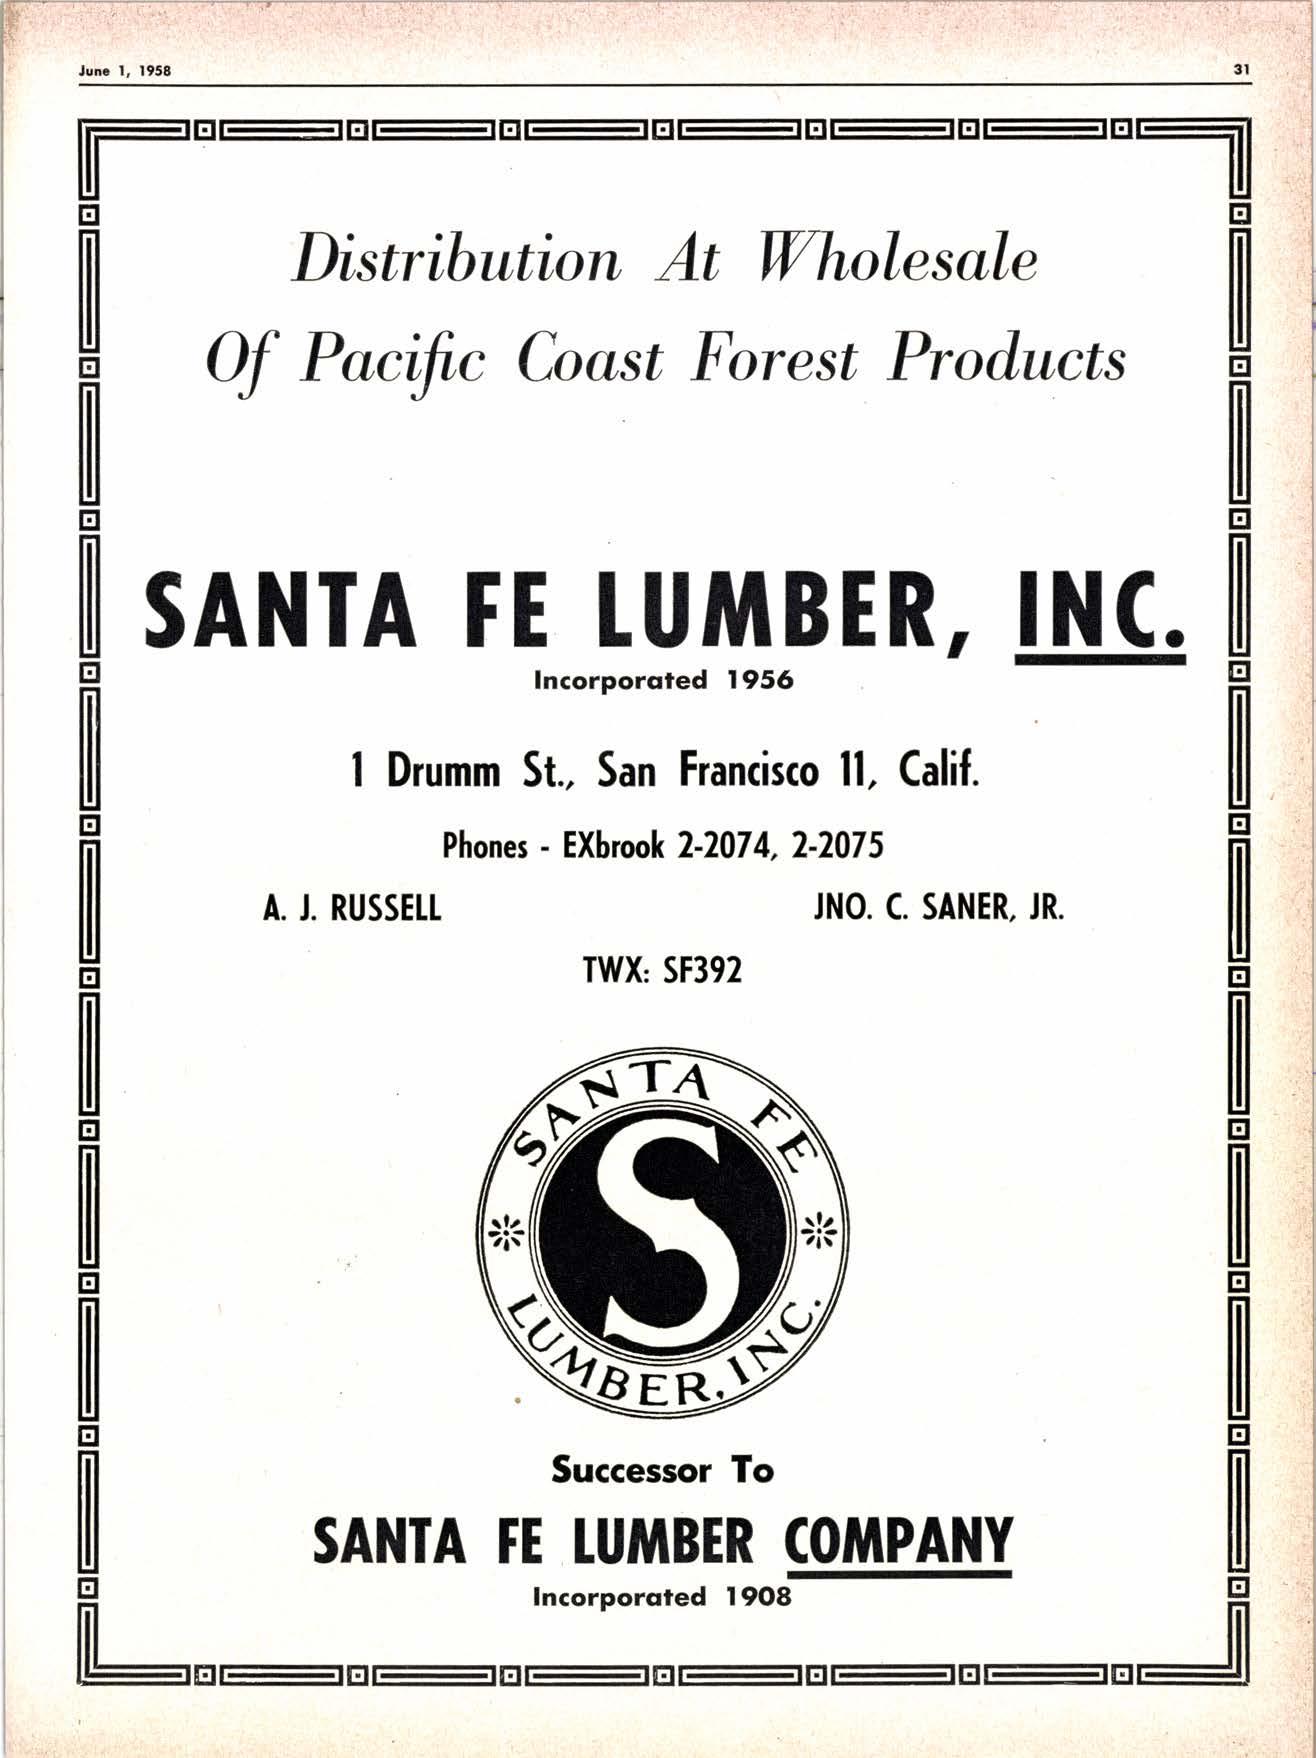 June 1, 1958 31
Distribution At Wholesale
Of Pacific Coast Forest Products
SANTA FE LUMBER, INC.
Incorporated 1956
1 Drumm St., San Francisco 11, Calif.
Phones - EXbrook 2-2074, 2-2075
A. J. RUSSELL JNO. C. SANER, JR.
TWX: SF392
SANTA FE
S
LUMBER, INC.
Successor To
SANTA FE LUMBER COMPANY
Incorporated 1908